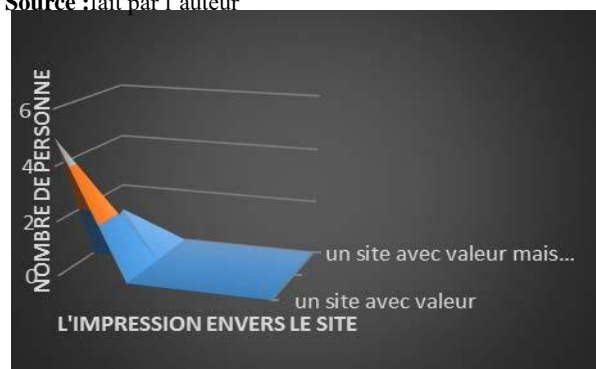 Source :fait par l'auteur
NOMBRE DE PERSONNE
6
4
2
0
un site avec valeur mais...
un site avec valeur
L'IMPRESSION ENVERS LE SITE